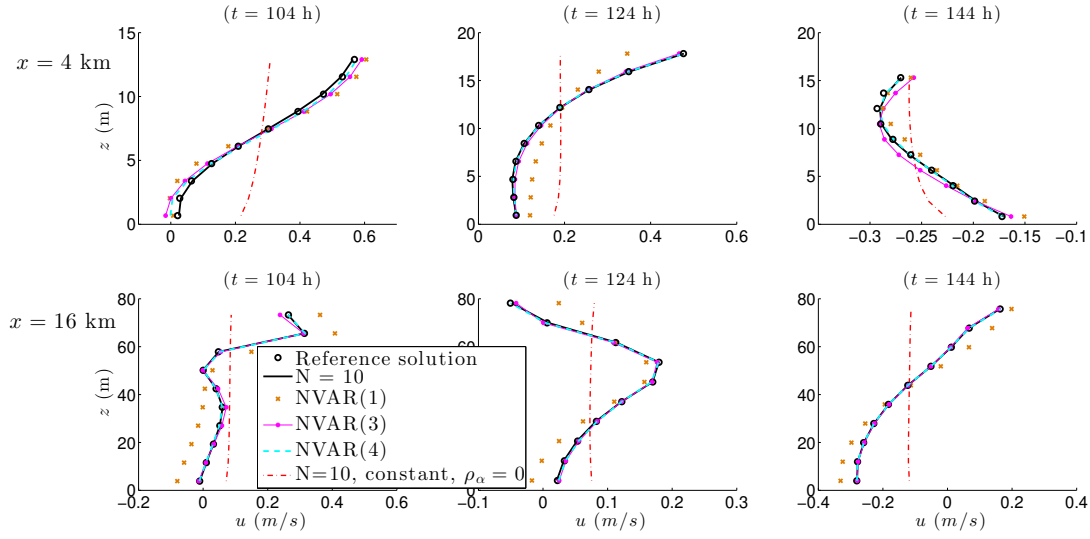 (t = 104 h) (t = 124 h) (t = 144 h)
x = 4 km
z (m)
15
10
5
0
0 0.2 0.4 0.6
20
15
10
5
0
0 0.2 0.4 0.6
20
15
10
5
0
−0.3 −0.25 −0.2 −0.15 −0.1
(t = 104 h) (t = 124 h) (t = 144 h)
x = 16 km
z (m)
80
60
40
20
0
−0.2 0 0.2 0.4 0.6
u (m/s)
80
60
40
20
0
−0.1 0 0.1 0.2 0.3
u (m/s)
80
60
40
20
0
−0.4 −0.2 0 0.2 0.4
u (m/s)
Reference solution
N = 10
NVAR(1)
NVAR(3)
NVAR(4)
N=10, constant, ρα = 0